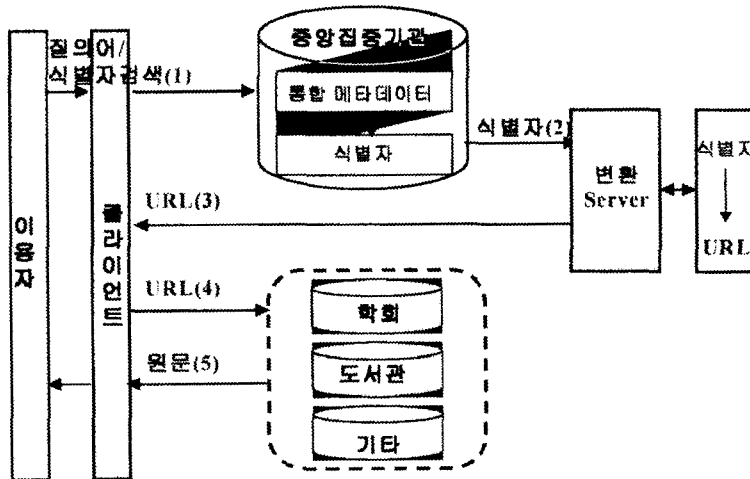 질의어/
식별자검색(1)
중앙집중기관
통합 메타데이터
식별자
식별자(2)
변환
Server
식별자
URL
이용자
클라이언트
URL(3)
URL(4)
원문(5)
학회
도서관
기타